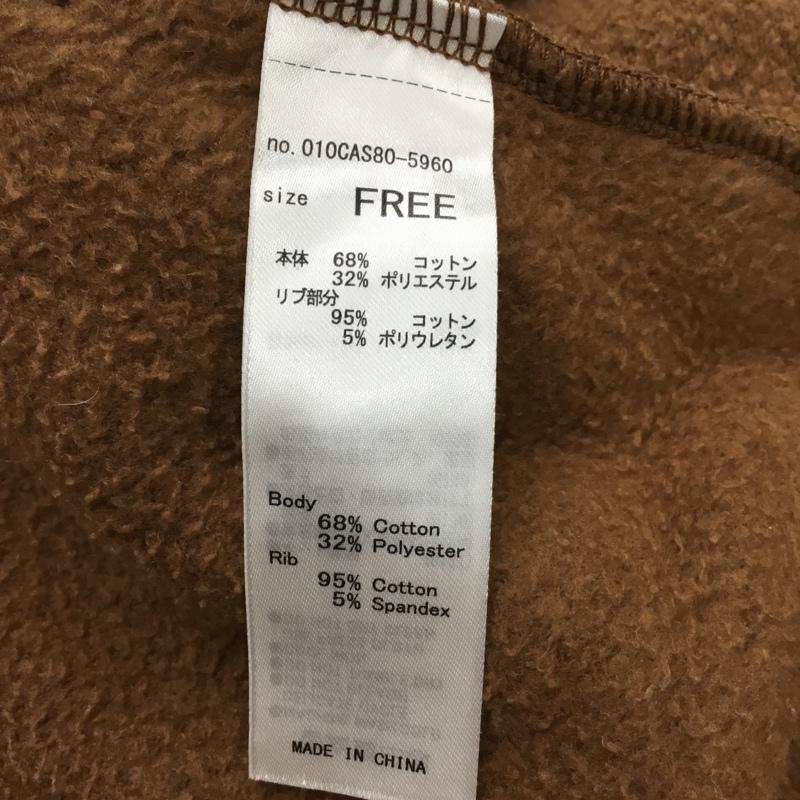 no. 010CAS80-5960
size FREE
本体 68% コットン
32% ポリエステル
リブ部分
95% コットン
5% ポリウレタン
Body
68% Cotton
32% Polyester
Rib
95% Cotton
5% Spandex
MADE IN CHINA